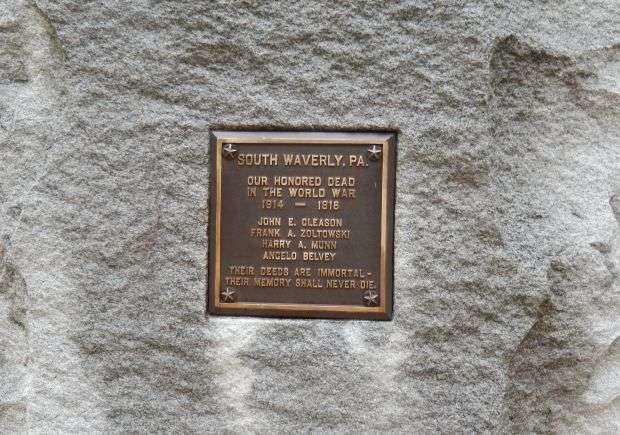 SOUTH WAVERLY, PA.
OUR HONORED DEAD
IN THE WORLD WAR
1914 — 1918
JOHN E. GLEASON
FRANK A. ZOLTOWSKI
HARRY A. MUNN
ANGELO BELVEY
THEIR DEEDS ARE IMMORTAL -
THEIR MEMORY SHALL NEVER DIE.